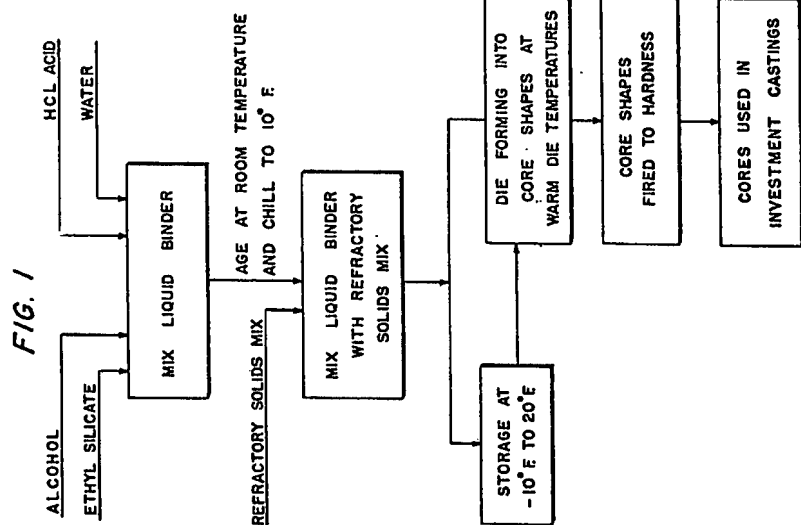 FIG. 1
ALCOHOL
ETHYL SILICATE
HCL ACID
WATER
MIX LIQUID BINDER
AGE AT ROOM TEMPERATURE
AND CHILL TO 10° F.
REFRACTORY SOLIDS MIX
MIX LIQUID BINDER
WITH REFRACTORY
SOLIDS MIX
STORAGE AT
-10° F. TO 20° F.
DIE FORMING INTO
CORE SHAPES AT
WARM DIE TEMPERATURES
CORE SHAPES
FIRED TO HARDNESS
CORES USED IN
INVESTMENT CASTINGS